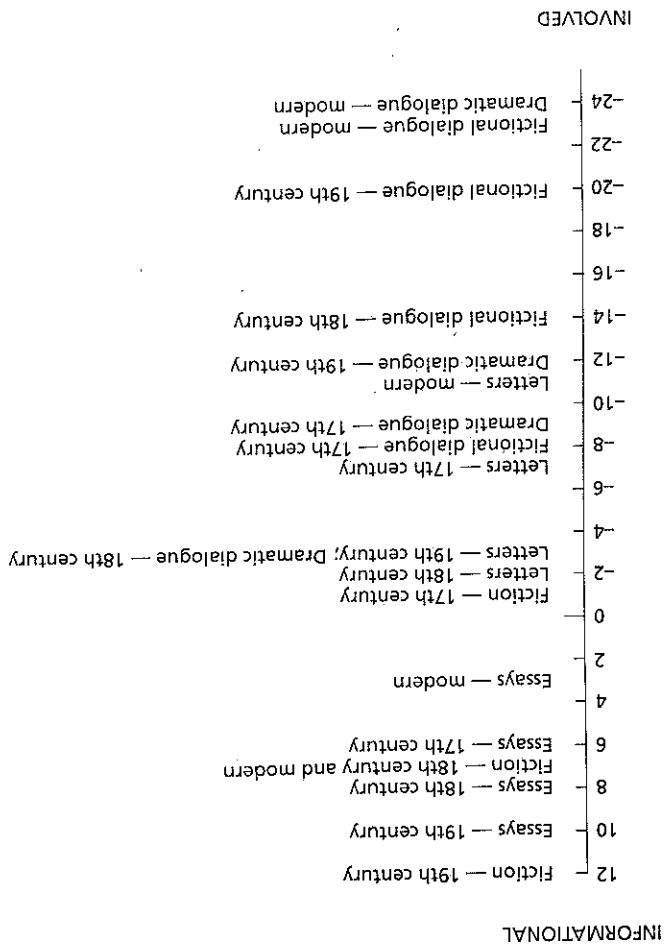 INFORMATIONAL
12 Fiction — 19th century
10 Essays — 19th century
8 Essays — 18th century
Fiction — 18th century and modern
6 Essays — 17th century
4
Essays — modern
2
0
Fiction — 17th century
-2 Letters — 18th century
Letters — 19th century; Dramatic dialogue — 18th century
-4
-6
Letters — 17th century
-8 Fictional dialogue — 17th century
Dramatic dialogue — 17th century
-10
Letters — modern
-12 Dramatic dialogue — 19th century
-14 Fictional dialogue — 18th century
-16
-18
-20 Fictional dialogue — 19th century
-22
Fictional dialogue — modern
-24 Dramatic dialogue — modern
INVOLVED